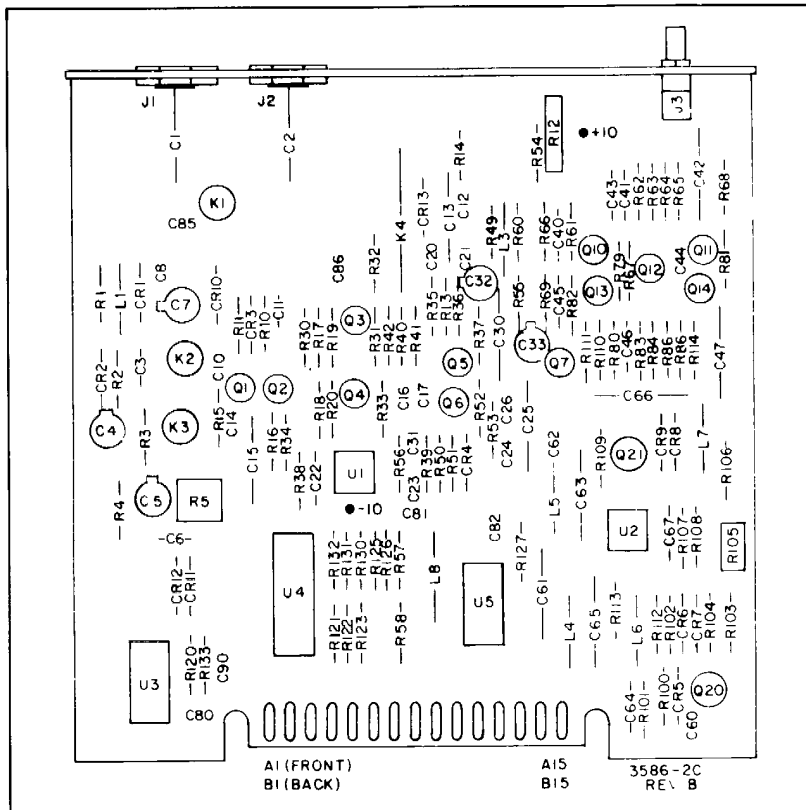 J1
J2
J3
C1
C2
R14
R54
R12
+10
K1
C85
CR13
C13
C12
K4
R49
L3
R60
R66
C40
R61
C43
C41
R62
R63
R64
R65
C42
R68
Q10
Q11
R79
Q12
C44
R81
R1
L1
CR1
C8
C7
CR10
C86
R32
C20
C21
C32
R55
R69
C45
R82
Q13
Q14
R11
CR3
R10
C11
R30
R17
R19
Q3
R31
R42
R40
R41
R35
R13
R36
R37
C30
C33
Q7
R111
R110
R80
C46
R83
R84
R86
R86
R114
C47
CR2
R2
C3
K2
C10
Q1
Q2
Q4
Q5
Q6
C66
C4
R3
K3
R15
C14
C15
R16
R34
R18
R20
R33
C16
C17
R52
R53
C26
C24
C25
C62
R109
Q21
CR9
CR8
L7
R106
R4
C5
R5
R38
C22
U1
R56
C23
C31
R39
R50
R51
CR4
C81
C82
L5
C63
U2
C67
R107
R108
R105
-10
C6
CR12
CR11
U4
R132
R131
R130
R125
R126
R57
L8
U5
R127
C61
R121
R122
R123
R58
L4
C65
R113
L6
R112
R102
CR6
CR7
R104
R103
U3
R120
R133
C90
C80
C64
R101
R100
CR5
C60
Q20
A1 (FRONT)
B1 (BACK)
A15
B15
3586-2C
REV B